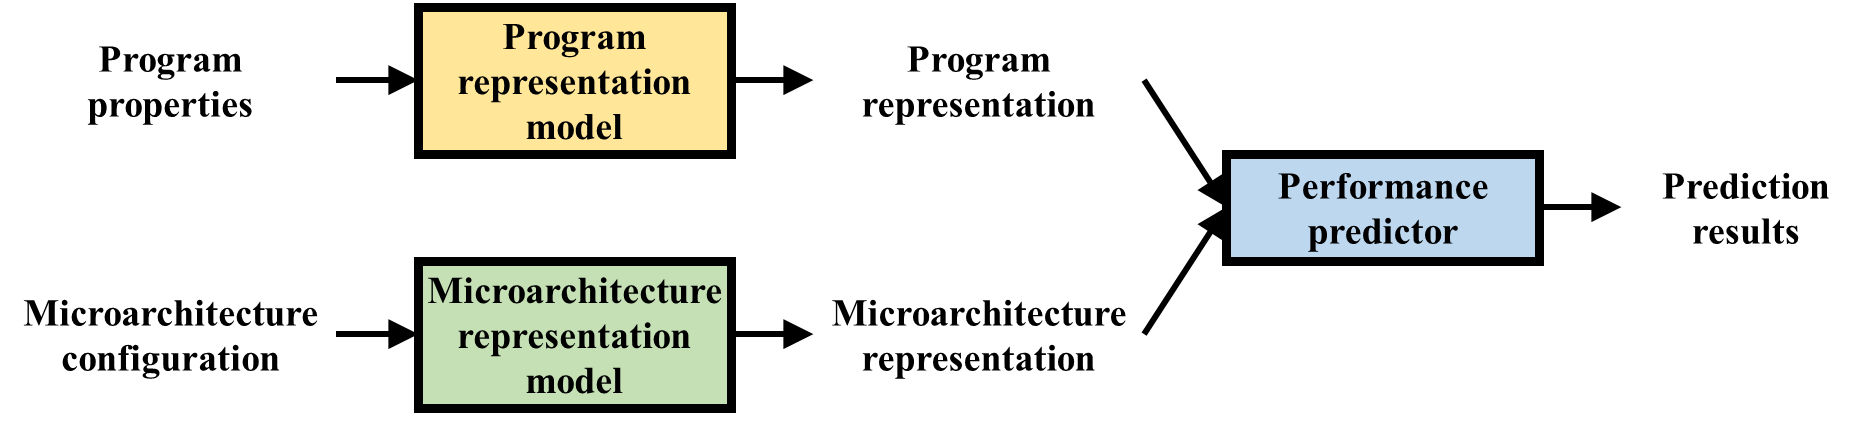 Program
properties
Program
representation
model
Program
representation
Microarchitecture
configuration
Microarchitecture
representation
model
Microarchitecture
representation
Performance
predictor
Prediction
results